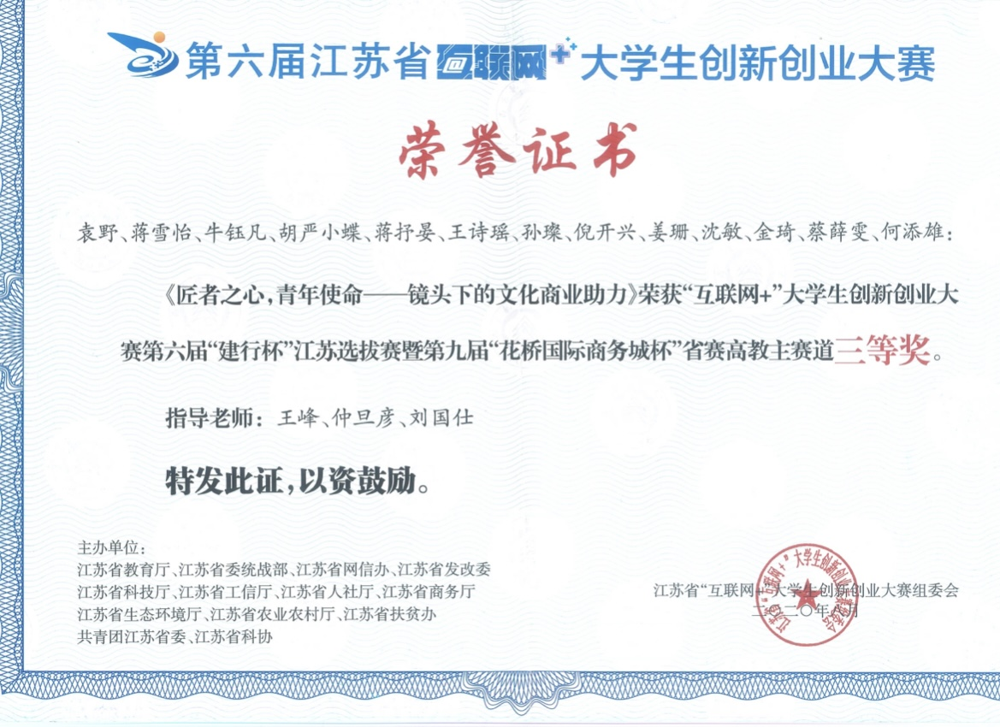 第六届江苏省互联网+大学生创新创业大赛
荣誉证书
袁野、蒋雪怡、牛钰凡、胡严小蝶、蒋抒晏、王诗瑶、孙璨、倪开兴、姜珊、沈敏、金琦、蔡薛雯、何添雄：
《匠者之心，青年使命——镜头下的文化商业助力》荣获“互联网+”大学生创新创业大
赛第六届“建行杯”江苏选拔赛暨第九届“花桥国际商务城杯”省赛高教主赛道三等奖。
指导老师：王峰、仲旦彦、刘国仕
特发此证，以资鼓励。
主办单位：
江苏省教育厅、江苏省委统战部、江苏省网信办、江苏省发改委
江苏省科技厅、江苏省工信厅、江苏省人社厅、江苏省商务厅
江苏省生态环境厅、江苏省农业农村厅、江苏省扶贫办
共青团江苏省委、江苏省科协
江苏省“互联网+”大学生创新创业大赛组委会
二〇二〇年八月
江苏省“互联网+”大学生创新创业大赛组委会